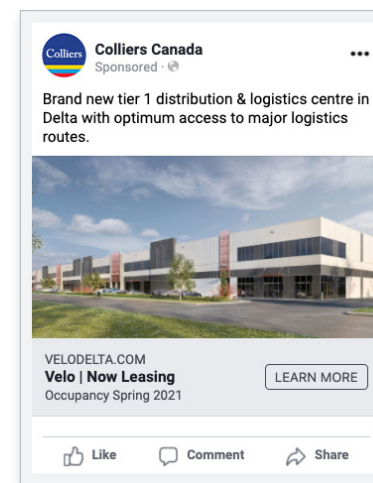 Colliers
Colliers Canada
Sponsored ·
Brand new tier 1 distribution & logistics centre in
Delta with optimum access to major logistics
routes.
VELODELTA.COM
Velo | Now Leasing
Occupancy Spring 2021
LEARN MORE
Like
Comment
Share